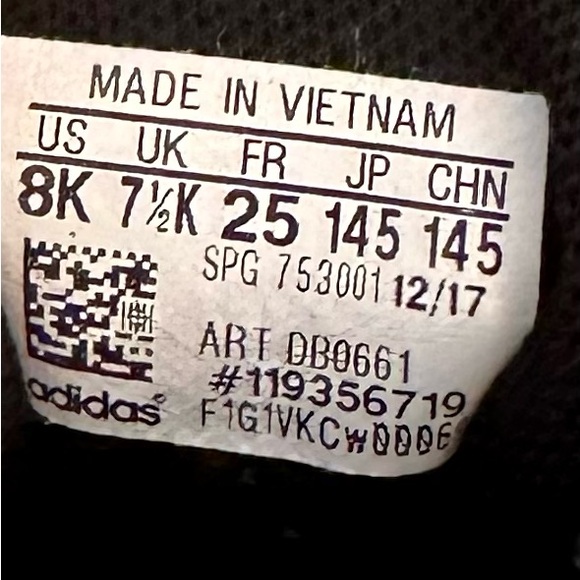 MADE IN VIETNAM
US UK FR JP CHN
8K 7½K 25 145 145
SPG 753001 12/17
ART DB0661
#119356719
adidas